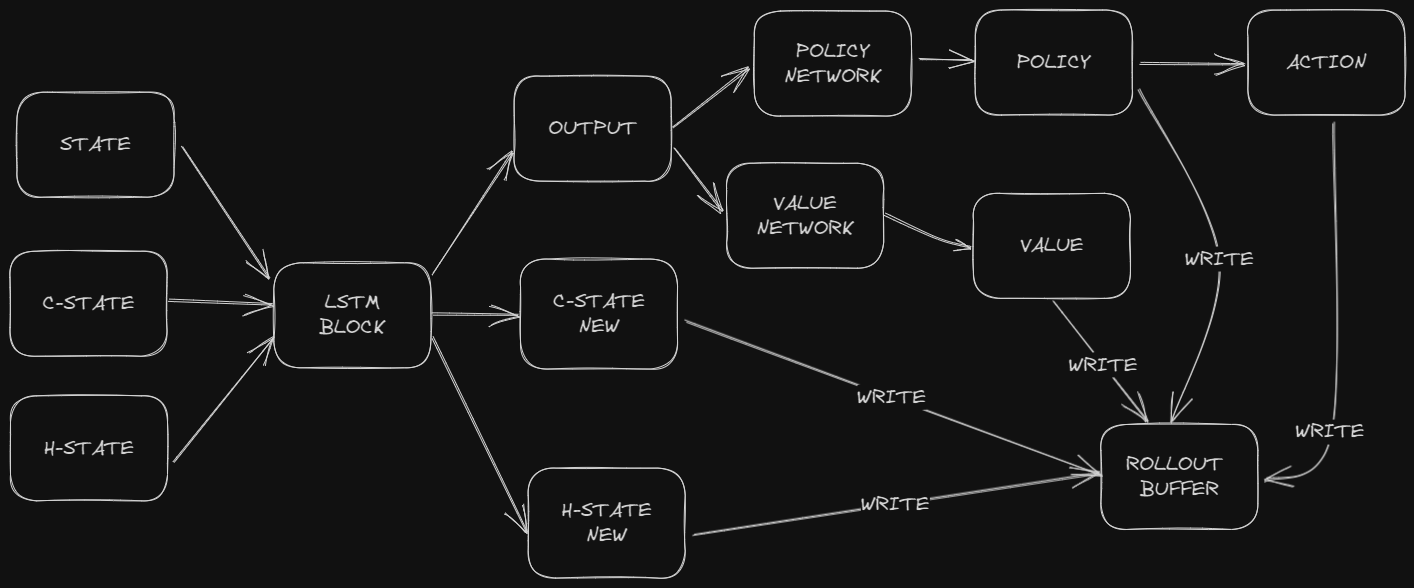 STATE
C-STATE
H-STATE
LSTM
BLOCK
OUTPUT
C-STATE
NEW
H-STATE
NEW
POLICY
NETWORK
VALUE
NETWORK
POLICY
VALUE
ACTION
WRITE
WRITE
WRITE
WRITE
WRITE
ROLLOUT
BUFFER